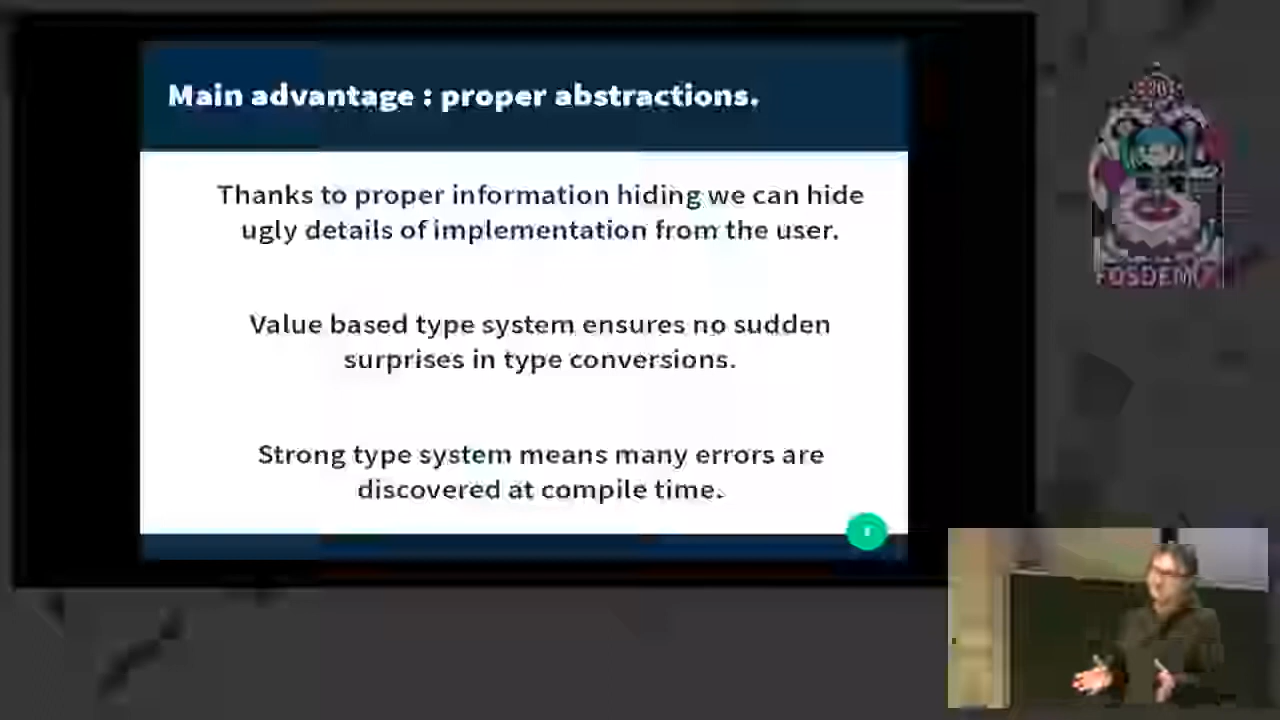 Main advantage : proper abstractions.
Thanks to proper information hiding we can hide
ugly details of implementation from the user.
Value based type system ensures no sudden
surprises in type conversions.
Strong type system means many errors are
discovered at compile time.
FOSDEM